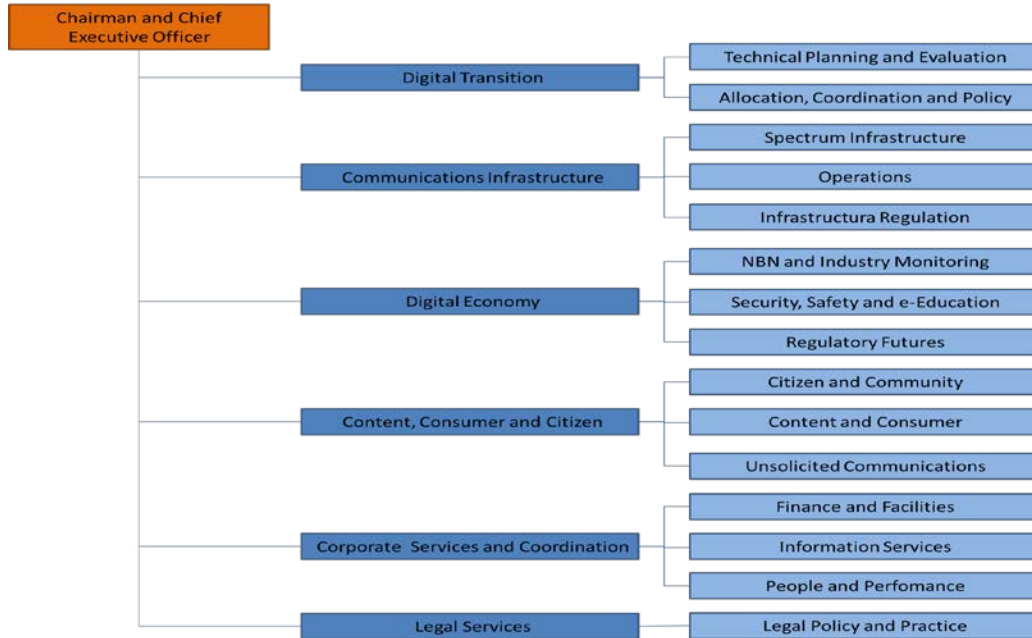 Chairman and Chief
Executive Officer
Digital Transition
Technical Planning and Evaluation
Allocation, Coordination and Policy
Communications Infrastructure
Spectrum Infrastructure
Operations
Infrastructura Regulation
Digital Economy
NBN and Industry Monitoring
Security, Safety and e-Education
Regulatory Futures
Content, Consumer and Citizen
Citizen and Community
Content and Consumer
Unsolicited Communications
Corporate Services and Coordination
Finance and Facilities
Information Services
People and Perfomance
Legal Services
Legal Policy and Practice